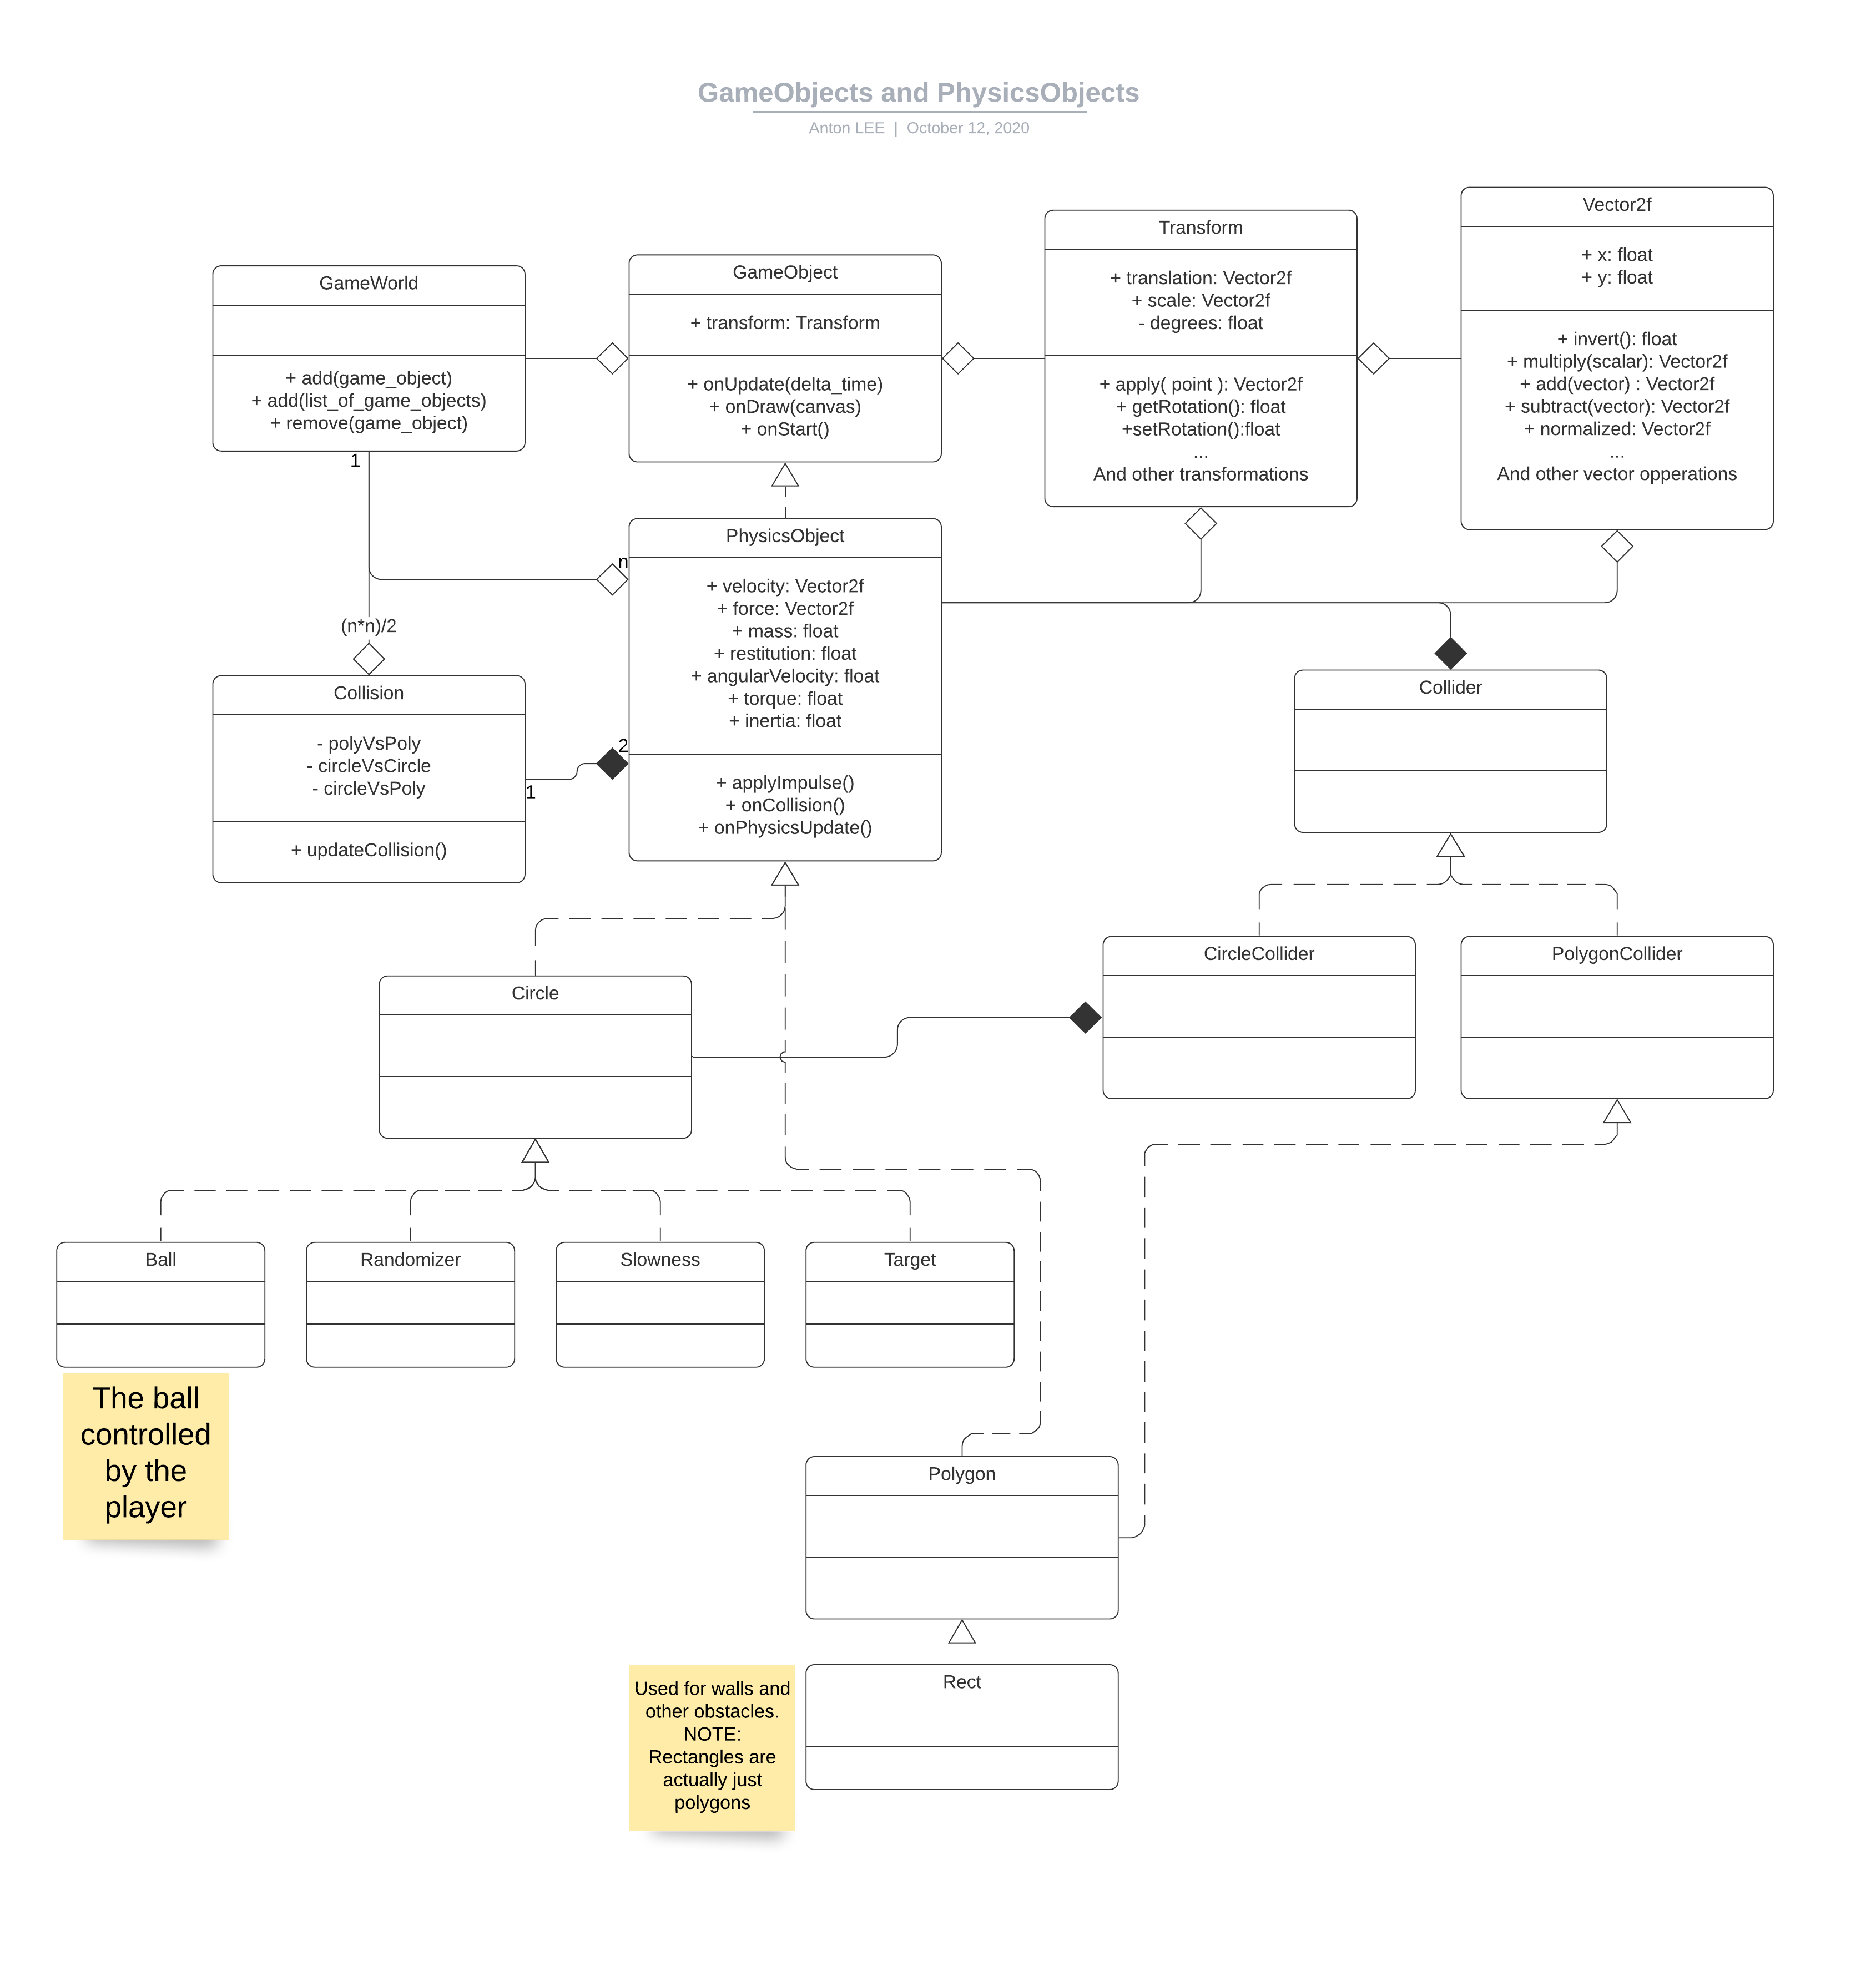 GameObjects and PhysicsObjects
Anton LEE | October 12, 2020
GameWorld
+ add(game_object)
+ add(list_of_game_objects)
+ remove(game_object)
GameObject
+ transform: Transform
+ onUpdate(delta_time)
+ onDraw(canvas)
+ onStart()
Transform
+ translation: Vector2f
+ scale: Vector2f
- degrees: float
+ apply( point ): Vector2f
+ getRotation(): float
+setRotation():float
...
And other transformations
Vector2f
+ x: float
+ y: float
+ invert(): float
+ multiply(scalar): Vector2f
+ add(vector) : Vector2f
+ subtract(vector): Vector2f
+ normalized: Vector2f
...
And other vector opperations
1
n
(n*n)/2
PhysicsObject
+ velocity: Vector2f
+ force: Vector2f
+ mass: float
+ restitution: float
+ angularVelocity: float
+ torque: float
+ inertia: float
+ applyImpulse()
+ onCollision()
+ onPhysicsUpdate()
Collision
- polyVsPoly
- circleVsCircle
- circleVsPoly
+ updateCollision()
2
1
Collider
CircleCollider
PolygonCollider
Circle
Ball
Randomizer
Slowness
Target
The ball
controlled
by the
player
Polygon
Rect
Used for walls and
other obstacles.
NOTE:
Rectangles are
actually just
polygons